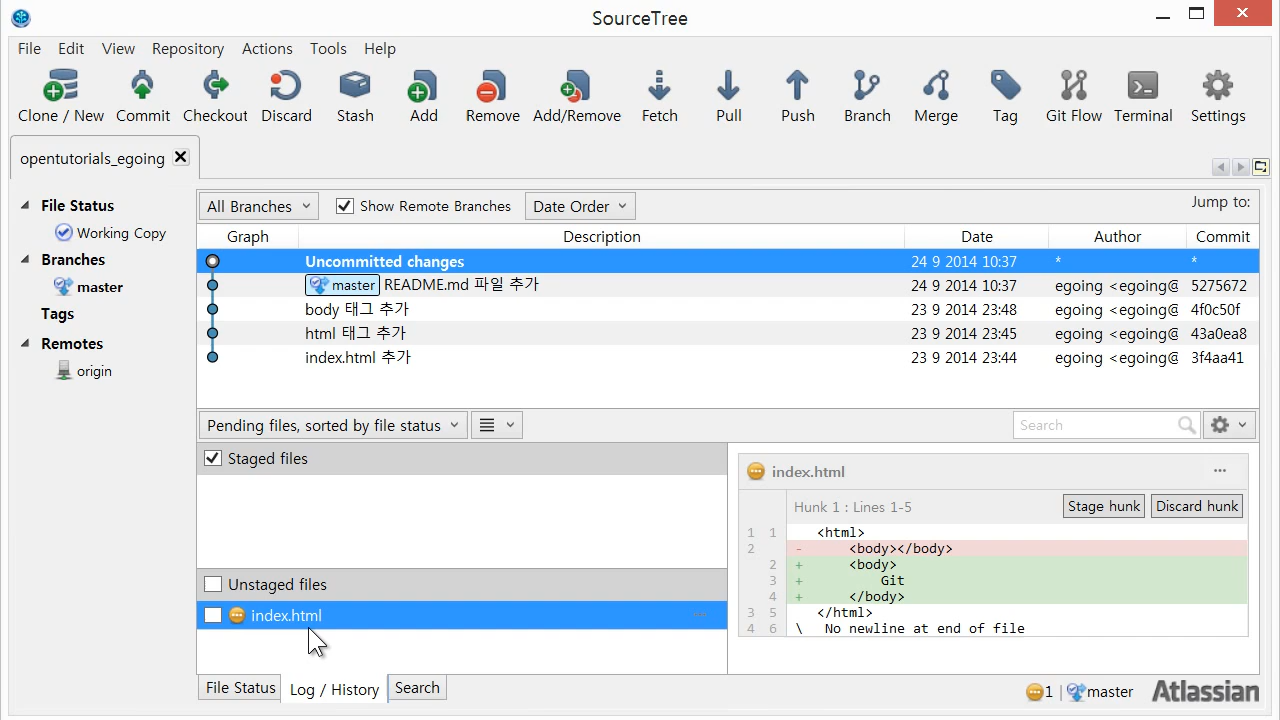 SourceTree
File Edit View Repository Actions Tools Help
Clone / New Commit Checkout Discard Stash Add Remove Add/Remove Fetch Pull Push Branch Merge Tag Git Flow Terminal Settings
opentutorials_egoing
File Status
Working Copy
Branches
master
Tags
Remotes
origin
All Branches Show Remote Branches Date Order Jump to:
Graph Description Date Author Commit
Uncommitted changes 24 9 2014 10:37 * *
master README.md 파일 추가 24 9 2014 10:37 egoing <egoing@ 5275672
body 태그 추가 23 9 2014 23:48 egoing <egoing@ 4f0c50f
html 태그 추가 23 9 2014 23:45 egoing <egoing@ 43a0ea8
index.html 추가 23 9 2014 23:44 egoing <egoing@ 3f4aa41
Pending files, sorted by file status Search
Staged files
Unstaged files
index.html
index.html ...
Hunk 1 : Lines 1-5 Stage hunk Discard hunk
1 1 <html>
2 - <body></body>
2 + <body>
3 + Git
4 + </body>
3 5 </html>
4 6 \ No newline at end of file
File Status Log / History Search
1 | master Atlassian